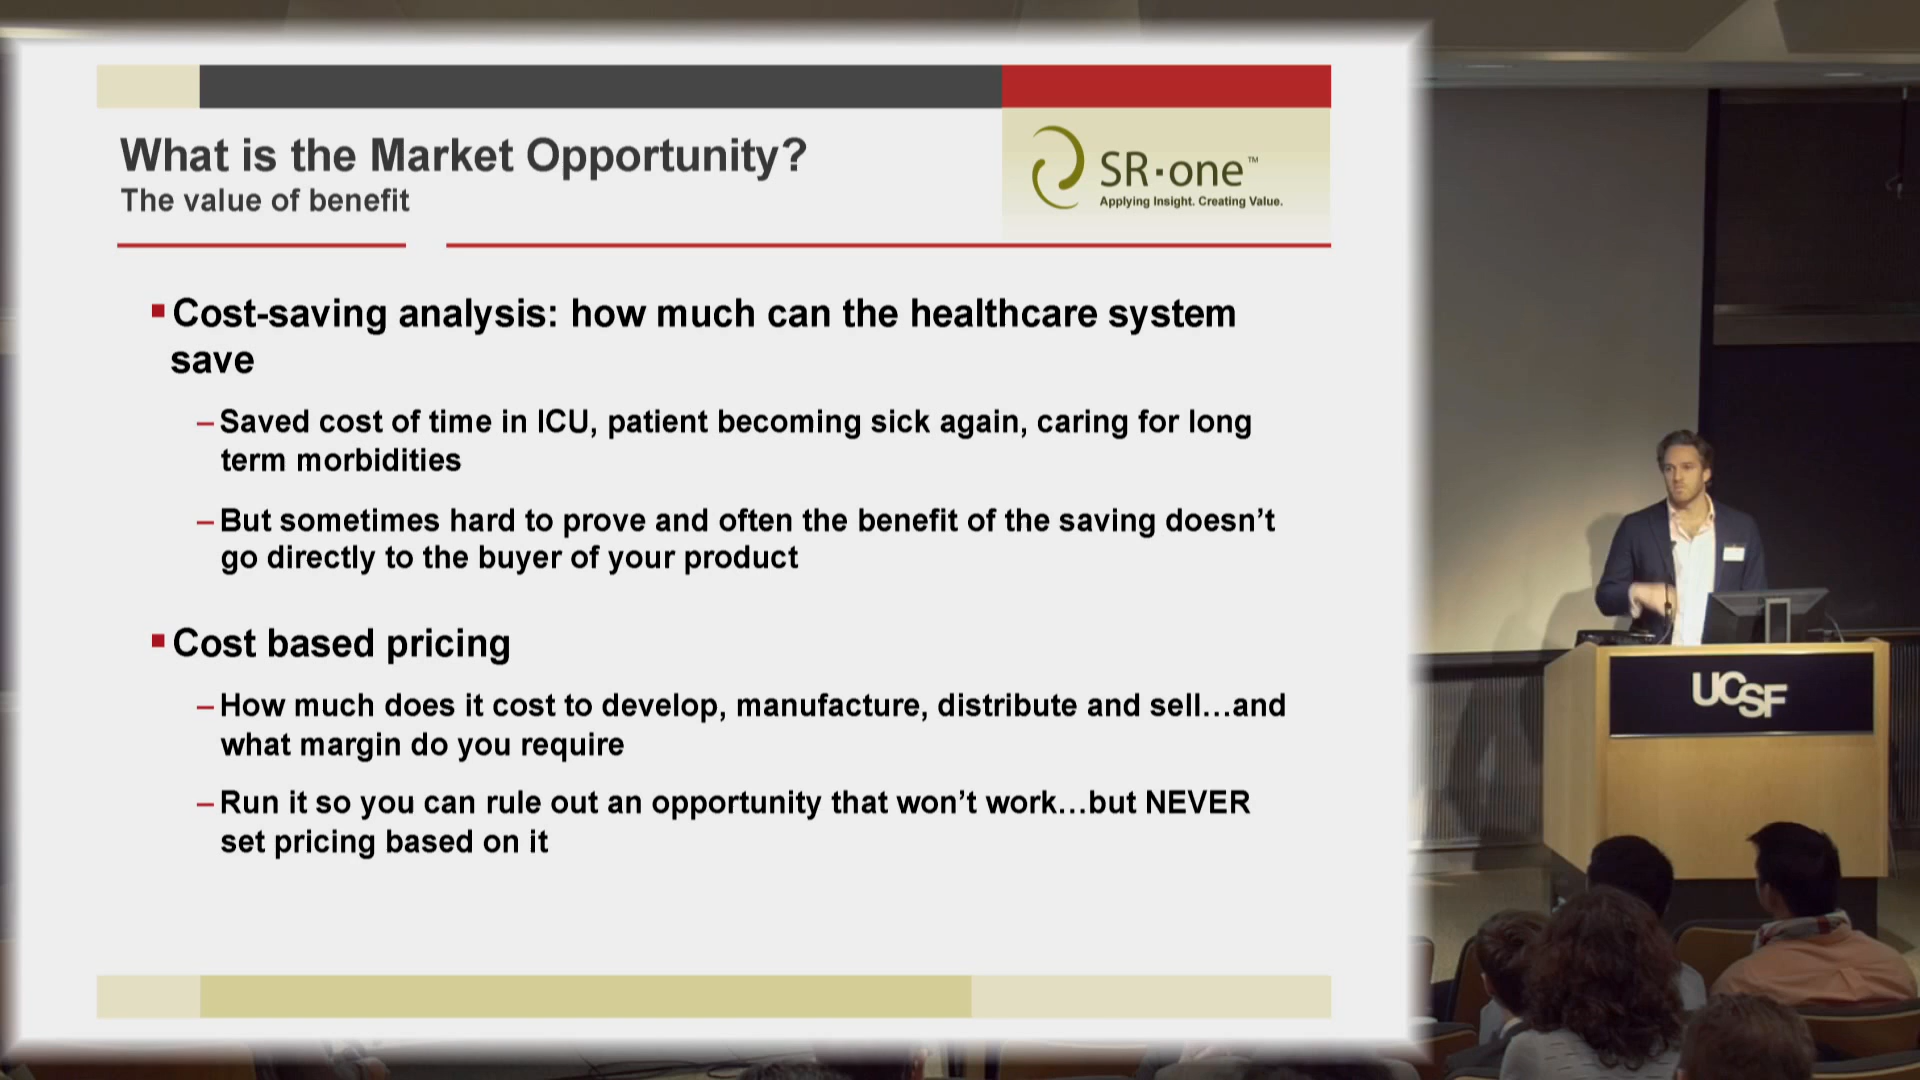 What is the Market Opportunity?
The value of benefit
SR·one™
Applying Insight. Creating Value.
▪Cost-saving analysis: how much can the healthcare system
save
–Saved cost of time in ICU, patient becoming sick again, caring for long
term morbidities
–But sometimes hard to prove and often the benefit of the saving doesn’t
go directly to the buyer of your product
▪Cost based pricing
–How much does it cost to develop, manufacture, distribute and sell…and
what margin do you require
–Run it so you can rule out an opportunity that won’t work…but NEVER
set pricing based on it
UCSF